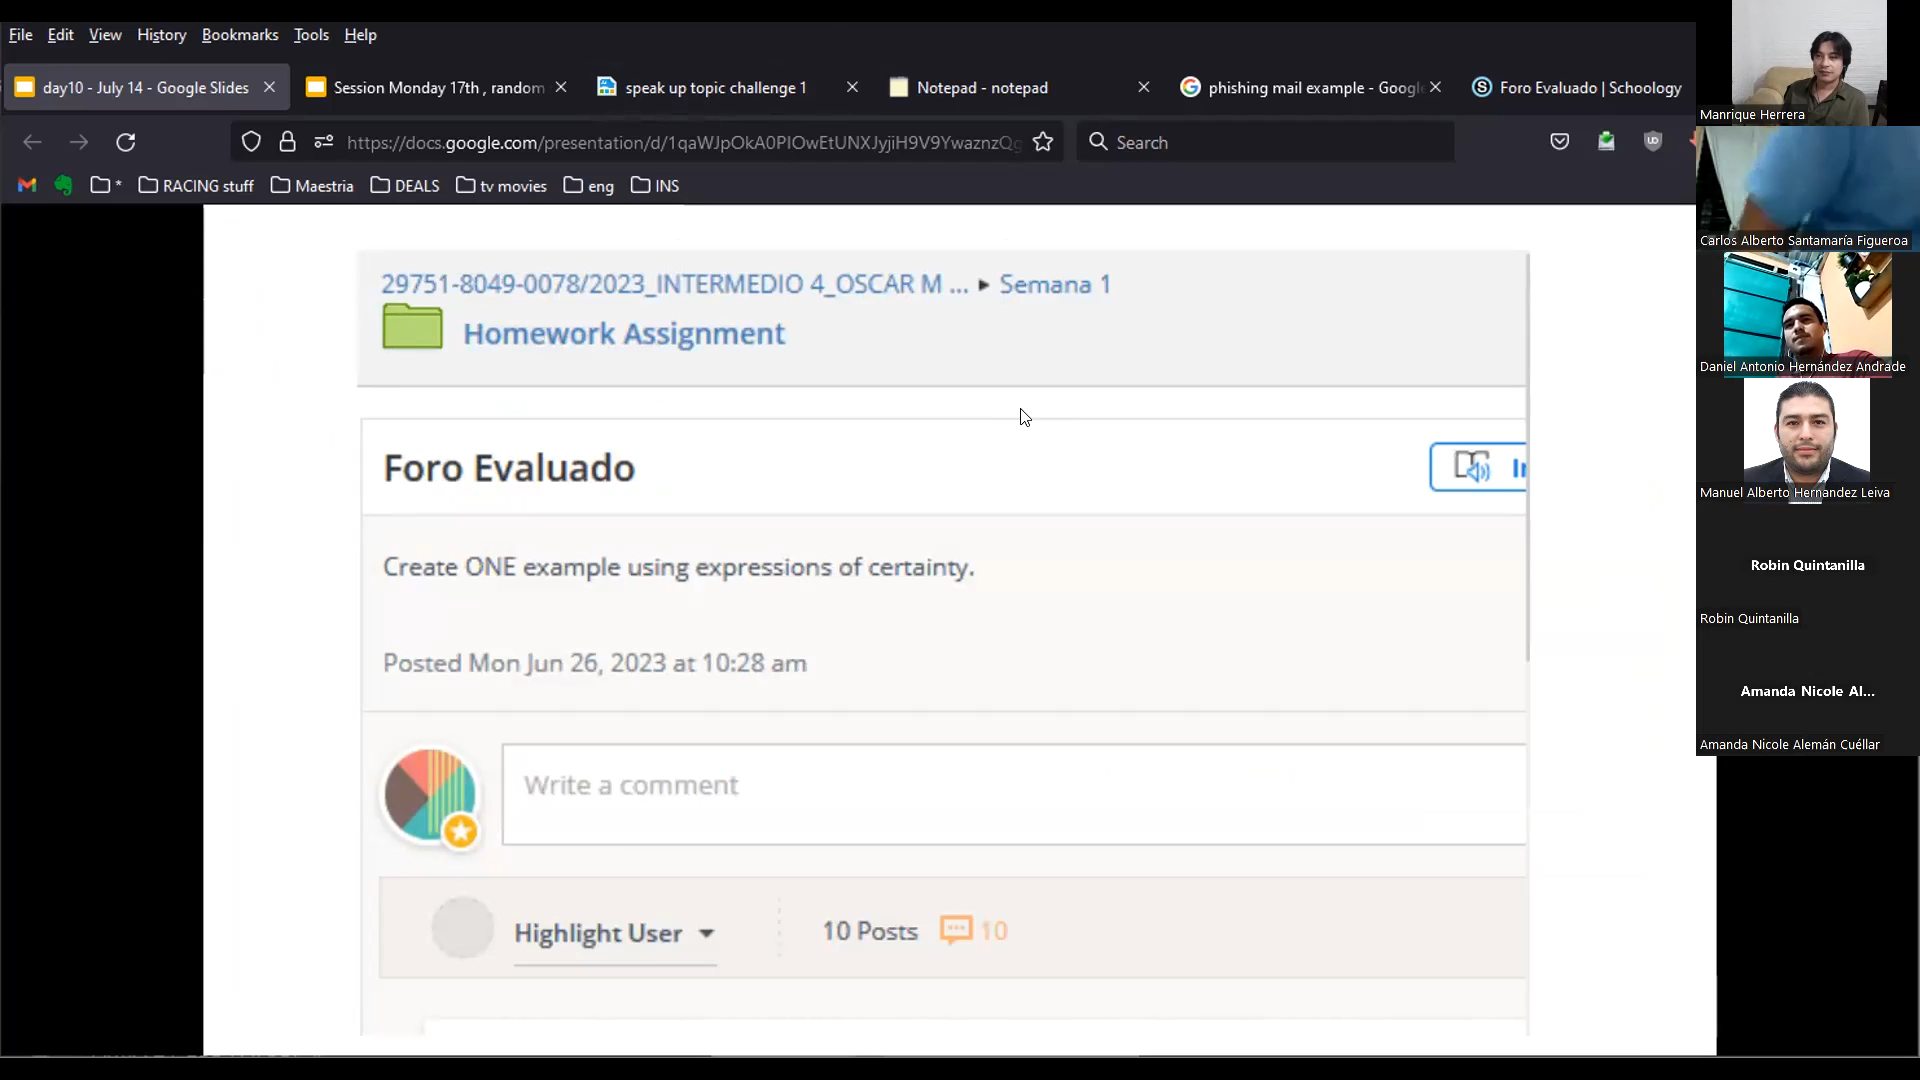 File Edit View History Bookmarks Tools Help
day10 - July 14 - Google Slides
Session Monday 17th , random
speak up topic challenge 1
Notepad - notepad
phishing mail example - Googl
Foro Evaluado | Schoology
https://docs.google.com/presentation/d/1qaWJpOkA0PIOwEtUNXJyjiH9V9YwaznzQg
Search
* RACING stuff Maestria DEALS tv movies eng INS
29751-8049-0078/2023_INTERMEDIO 4_OSCAR M ... ▸ Semana 1
Homework Assignment
Foro Evaluado
Create ONE example using expressions of certainty.
Posted Mon Jun 26, 2023 at 10:28 am
Write a comment
Highlight User
10 Posts 10
Manrique Herrera
Carlos Alberto Santamaría Figueroa
Daniel Antonio Hernández Andrade
Manuel Alberto Hernandez Leiva
Robin Quintanilla
Robin Quintanilla
Amanda Nicole Al...
Amanda Nicole Alemán Cuéllar